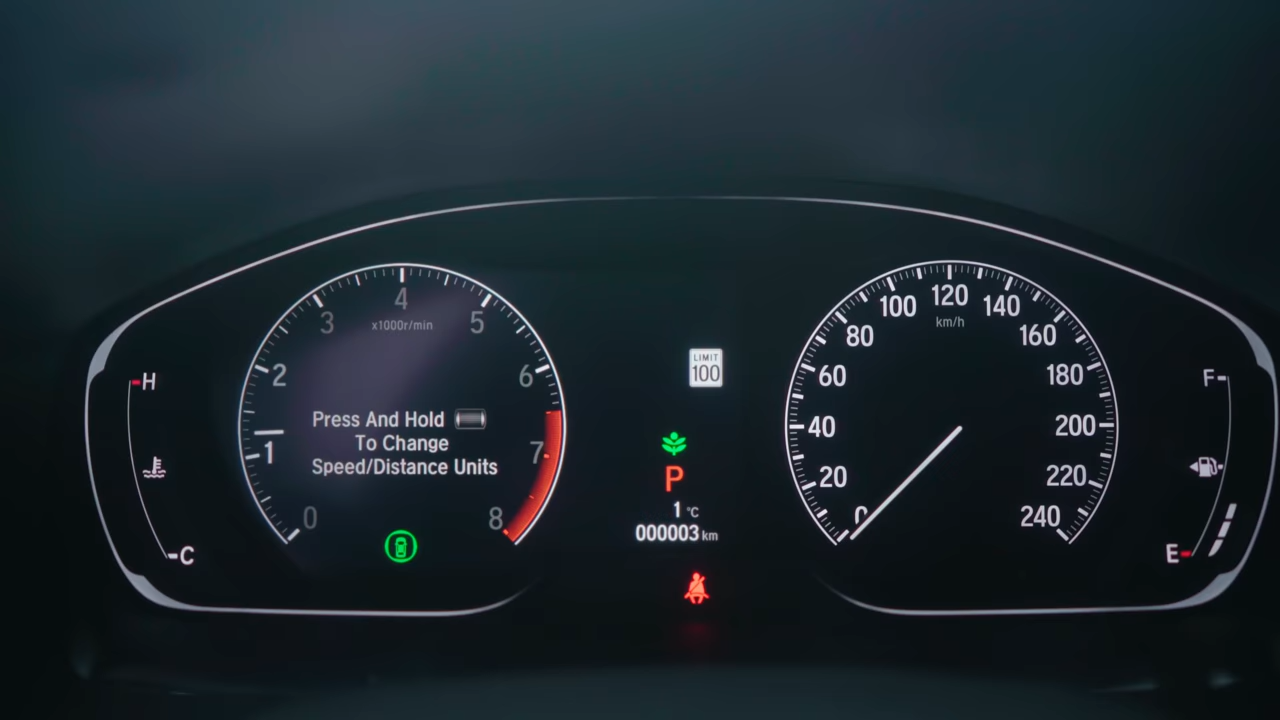 H
C
0
1
2
3
4
5
6
7
8
x1000r/min
Press And Hold
To Change
Speed/Distance Units
LIMIT
100
P
1 °C
000003 km
0
20
40
60
80
100
120
140
160
180
200
220
240
km/h
F
E